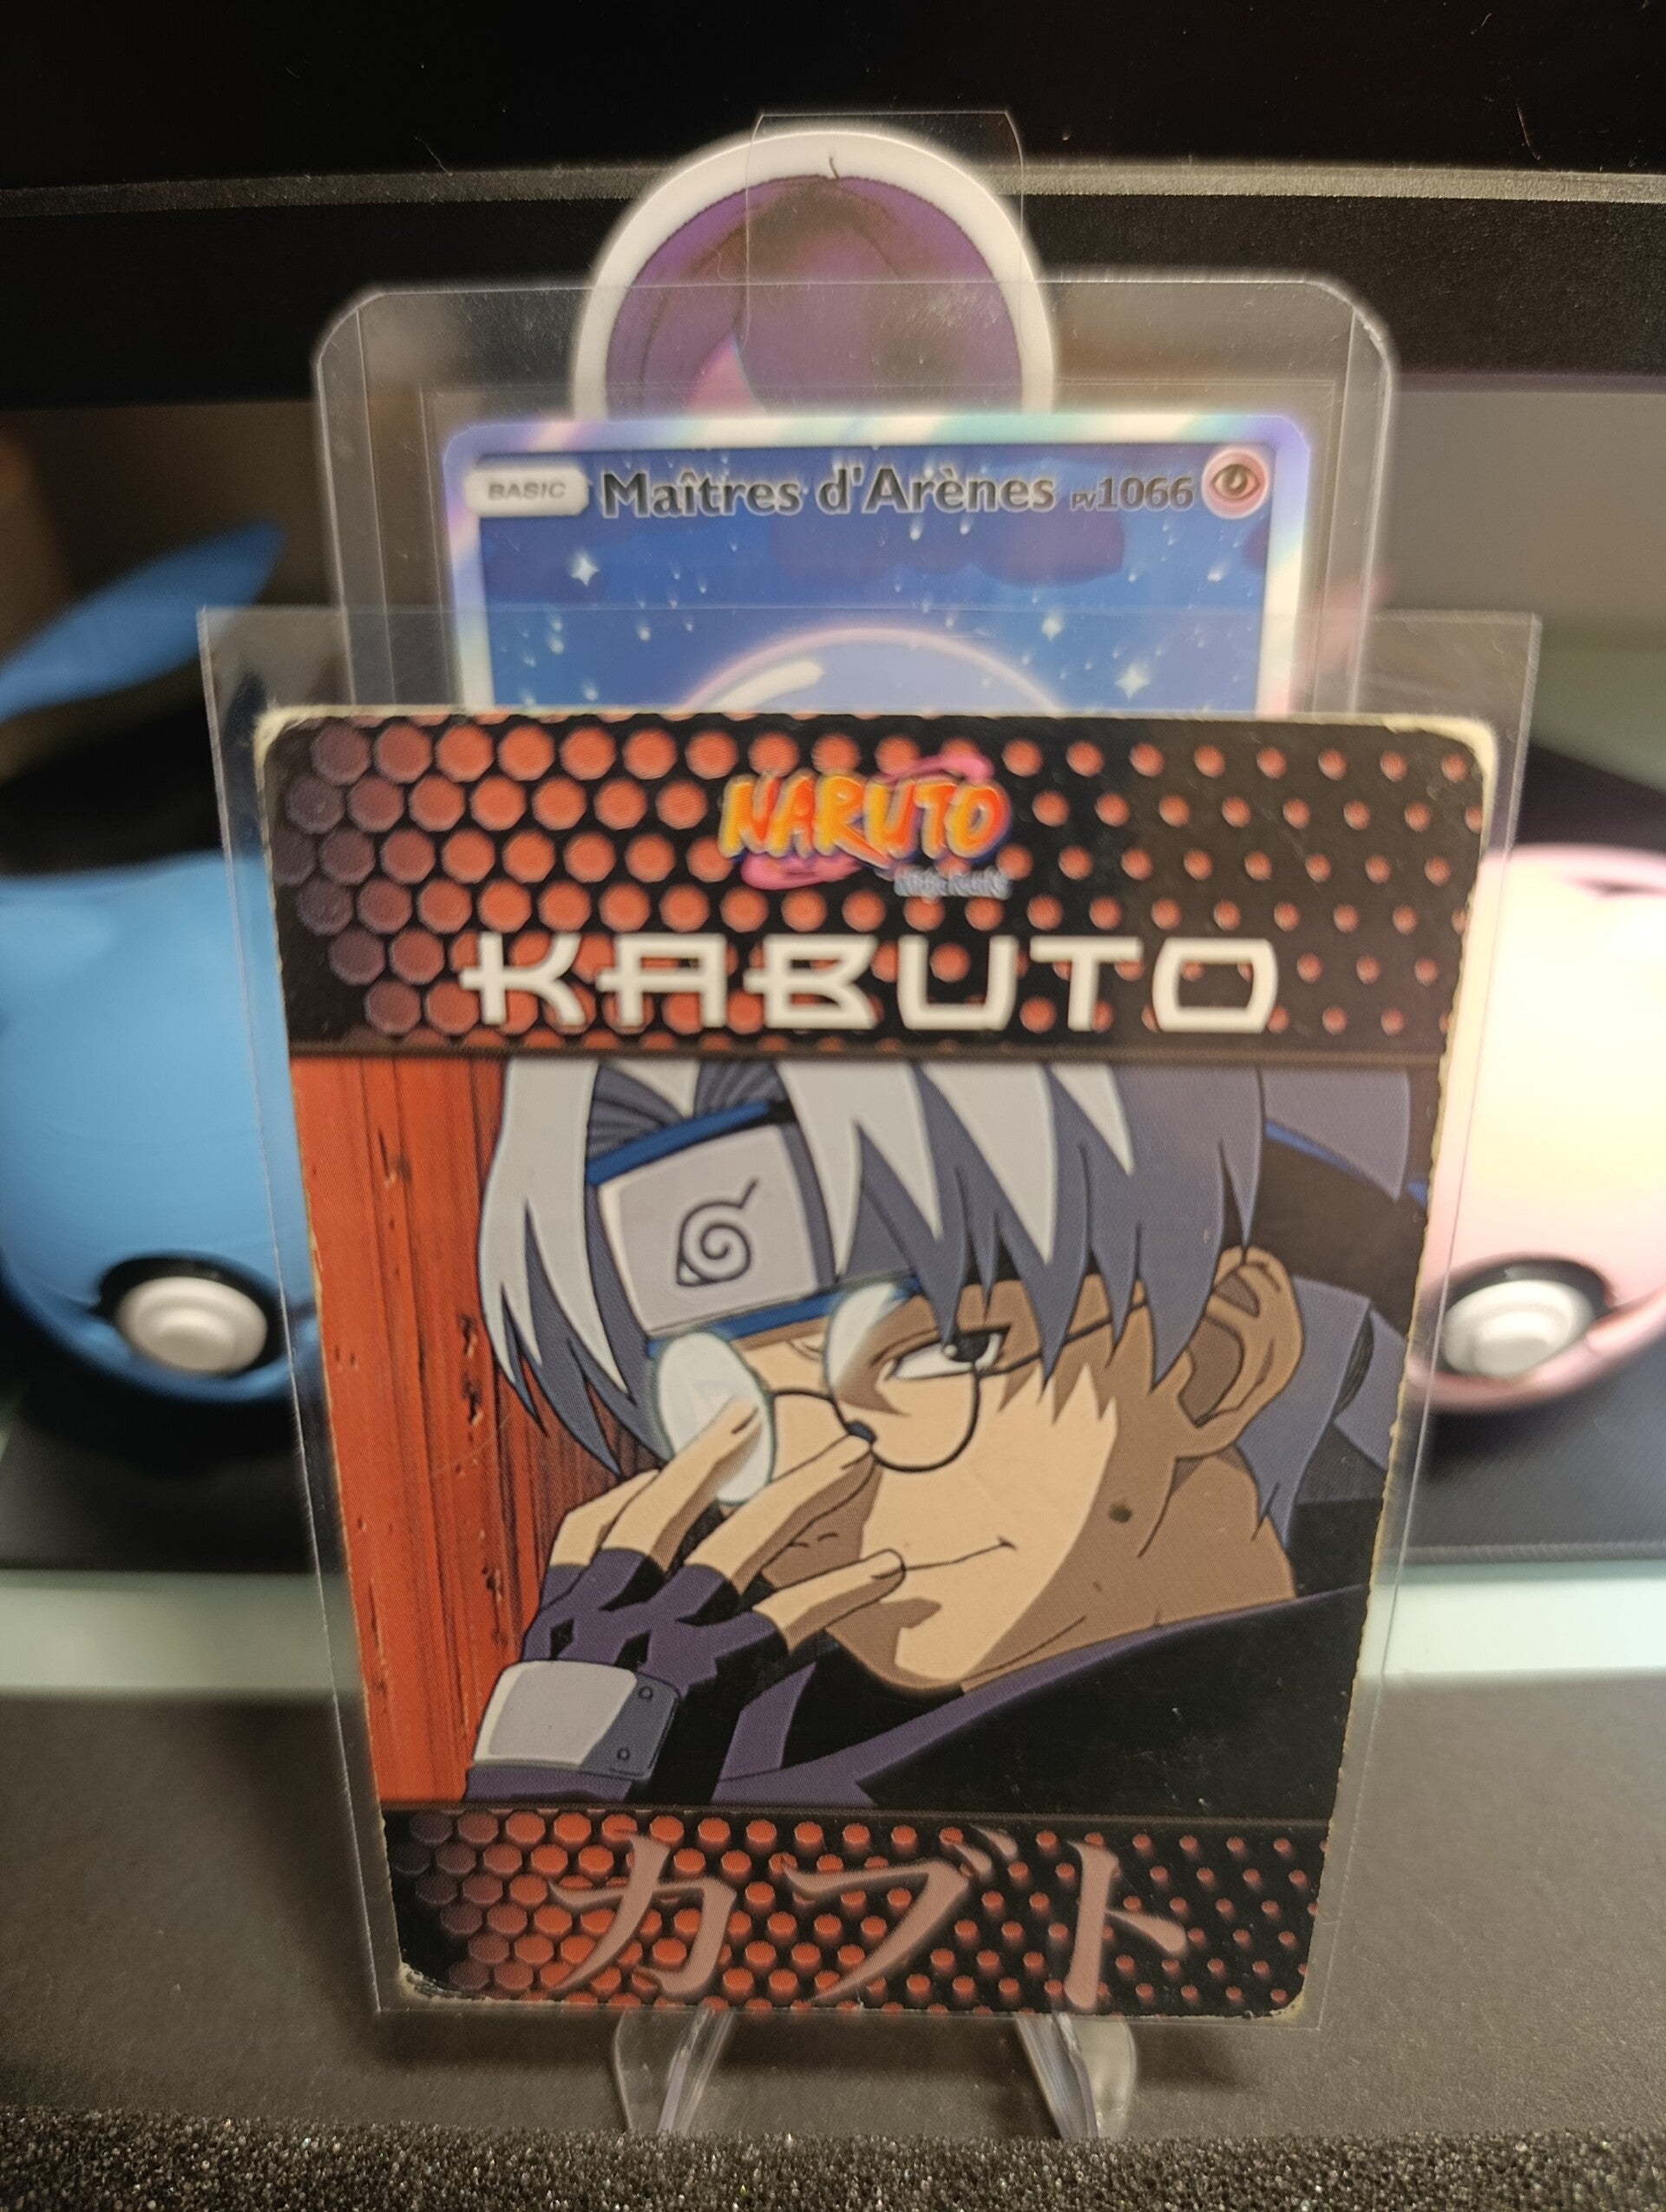 BASIC Maîtres d'Arènes PV1066
NARUTO
KABUTO
カブト